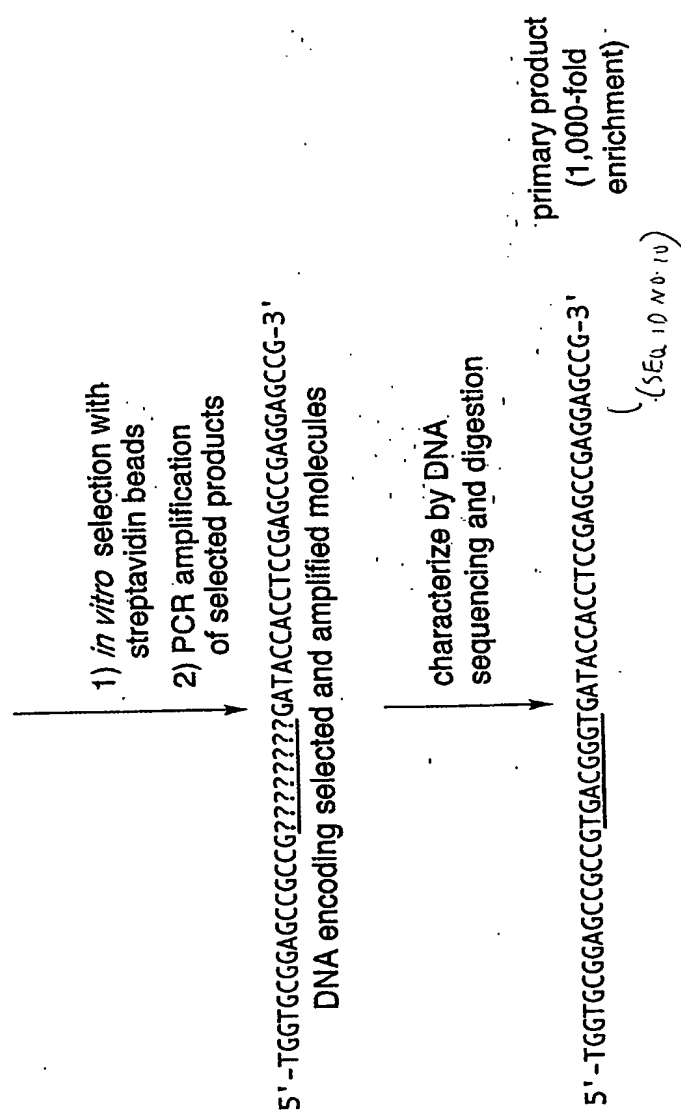 1) in vitro selection with
streptavidin beads
2) PCR amplification
of selected products
5'-TGGTGCGGAGCCGCCG?????????GATACCACCTCCGAGCCGAGGAGCCG-3'
DNA encoding selected and amplified molecules
characterize by DNA
sequencing and digestion
5'-TGGTGCGGAGCCGCCGTGACGGGTGATACCACCTCCGAGCCGAGGAGCCG-3'
(SEQ ID NO. 10)
primary product
(1,000-fold
enrichment)